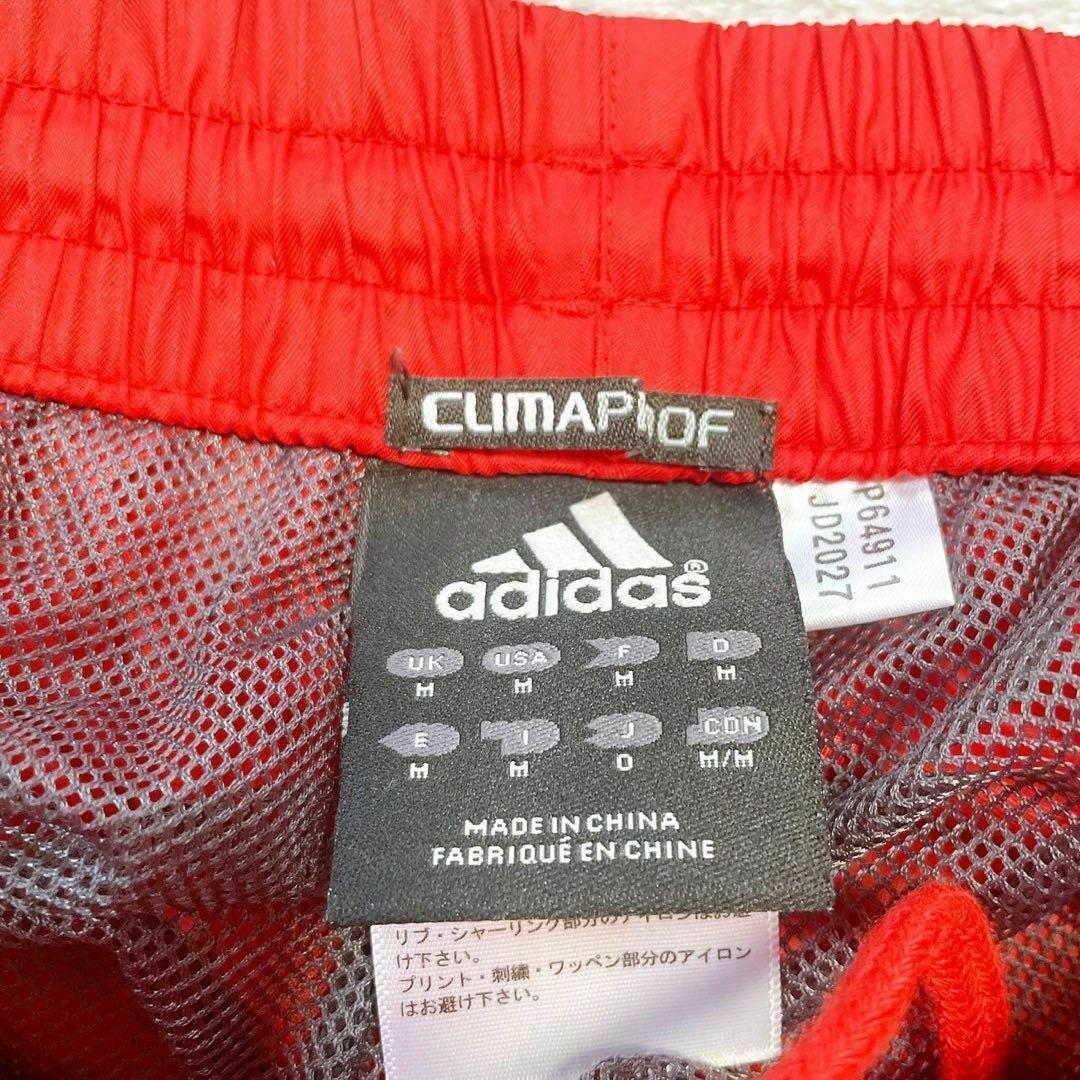 CLIMAP OF
adidas®
UK USA F D
M M M M
E I J CDN
M M O M/M
MADE IN CHINA
FABRIQUÉ EN CHINE
P64911
JD2027
リブ・シャーリング部分のアイロンはお避
け下さい。
プリント・刺繍・ワッペン部分のアイロン
はお避け下さい。